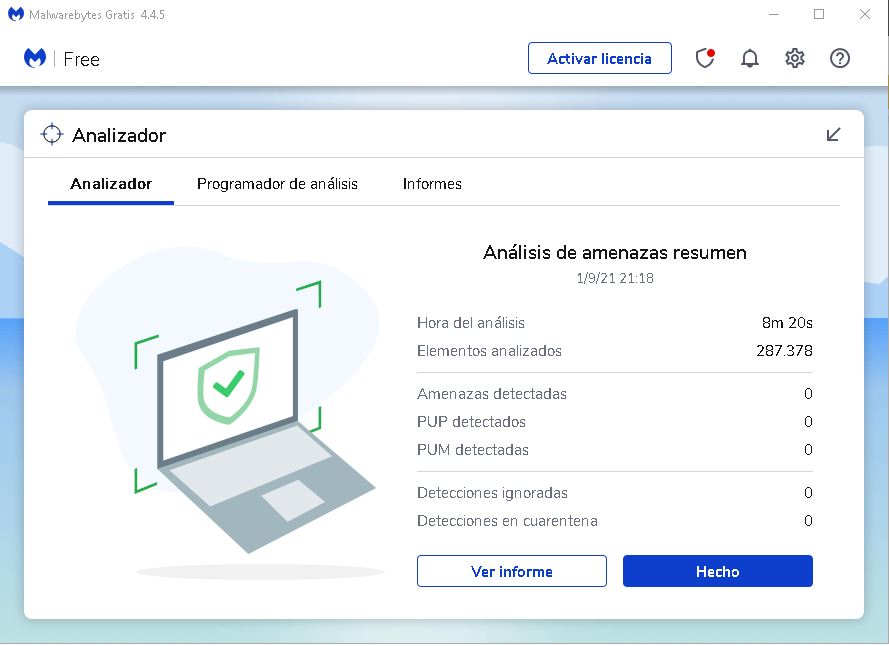 Malwarebytes Gratis 4.4.5
Free
Activar licencia
Analizador
Analizador Programador de análisis Informes
Análisis de amenazas resumen
1/9/21 21:18
Hora del análisis 8m 20s
Elementos analizados 287.378
Amenazas detectadas 0
PUP detectados 0
PUM detectadas 0
Detecciones ignoradas 0
Detecciones en cuarentena 0
Ver informe Hecho